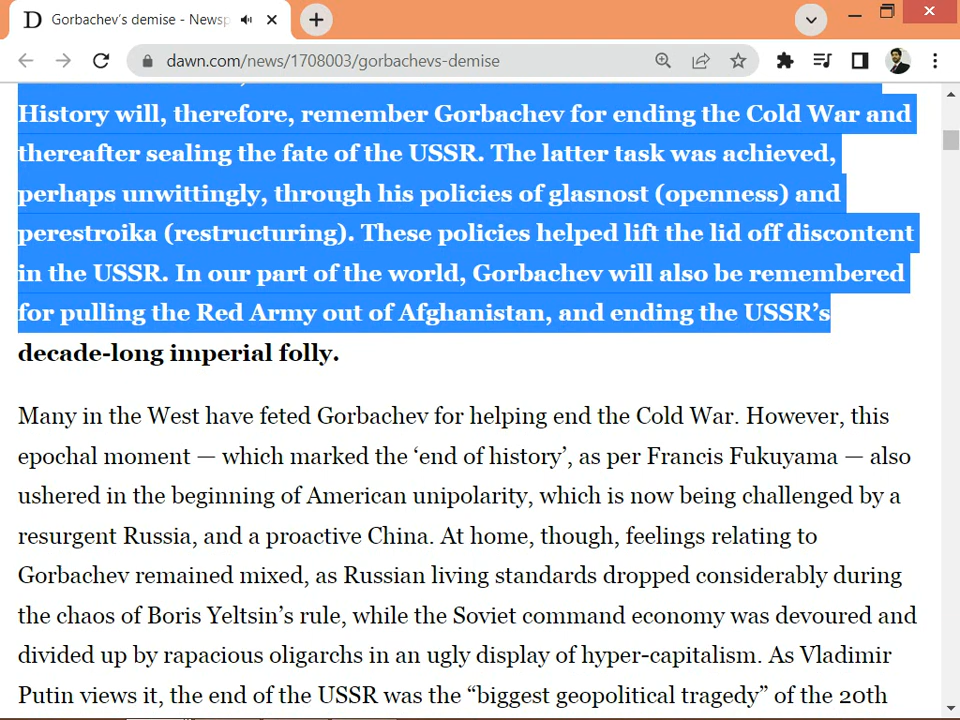 D Gorbachev's demise - Newsp
dawn.com/news/1708003/gorbachevs-demise
History will, therefore, remember Gorbachev for ending the Cold War and
thereafter sealing the fate of the USSR. The latter task was achieved,
perhaps unwittingly, through his policies of glasnost (openness) and
perestroika (restructuring). These policies helped lift the lid off discontent
in the USSR. In our part of the world, Gorbachev will also be remembered
for pulling the Red Army out of Afghanistan, and ending the USSR’s
decade-long imperial folly.
Many in the West have feted Gorbachev for helping end the Cold War. However, this
epochal moment — which marked the ‘end of history’, as per Francis Fukuyama — also
ushered in the beginning of American unipolarity, which is now being challenged by a
resurgent Russia, and a proactive China. At home, though, feelings relating to
Gorbachev remained mixed, as Russian living standards dropped considerably during
the chaos of Boris Yeltsin’s rule, while the Soviet command economy was devoured and
divided up by rapacious oligarchs in an ugly display of hyper-capitalism. As Vladimir
Putin views it, the end of the USSR was the “biggest geopolitical tragedy” of the 20th